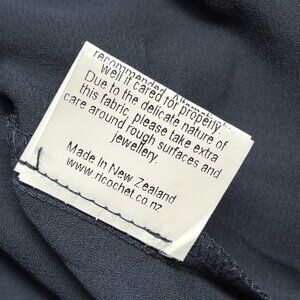 recommended.
well if cared for properly.
Due to the delicate nature of
this fabric, please take extra
care around rough surfaces and
jewellery.
Made in New Zealand
www.ricochet.co.nz